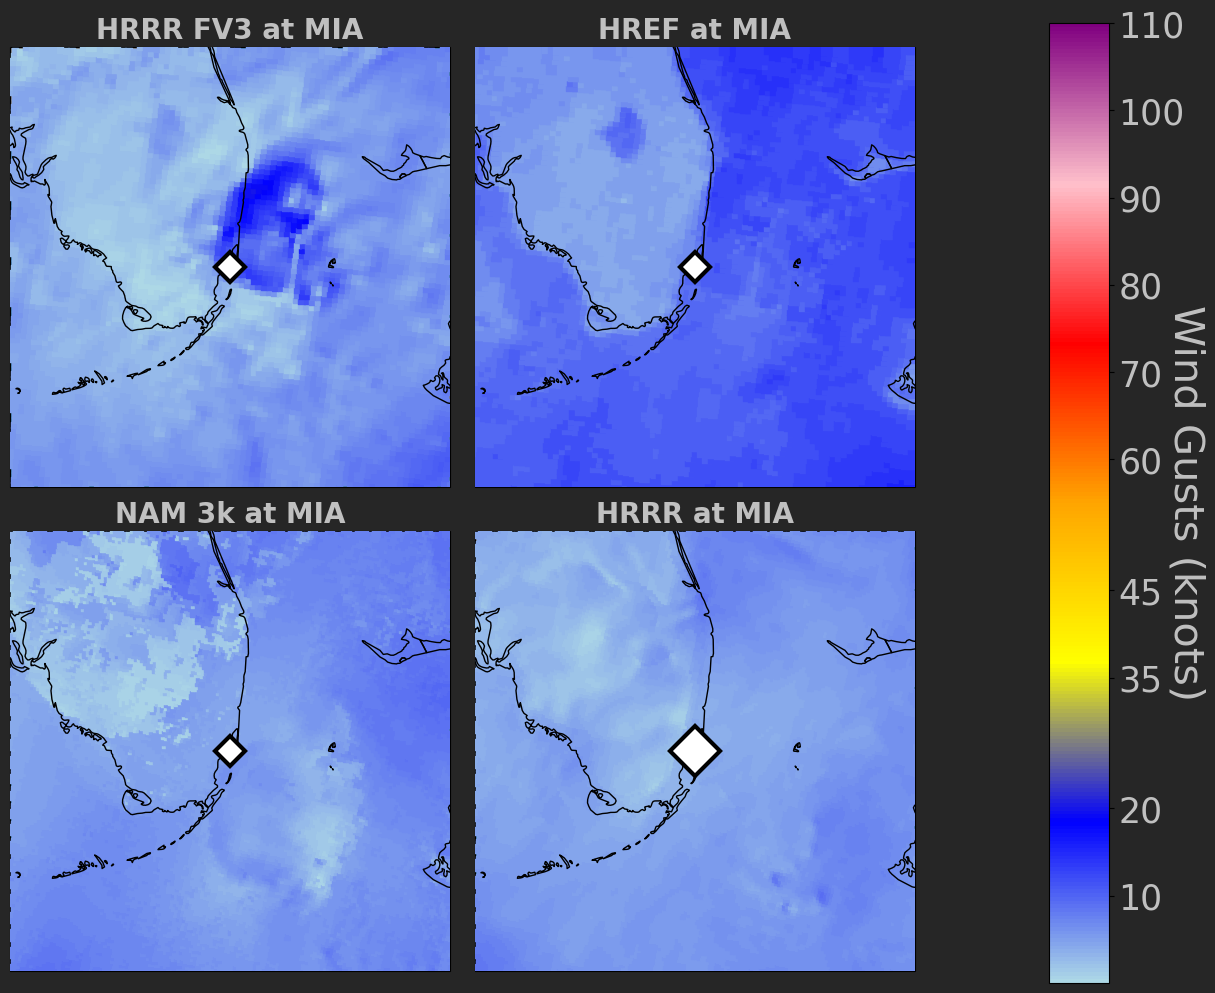 HRRR FV3 at MIA
HREF at MIA
NAM 3k at MIA
HRRR at MIA
110
100
90
80
70
60
45
35
20
10
Wind Gusts (knots)